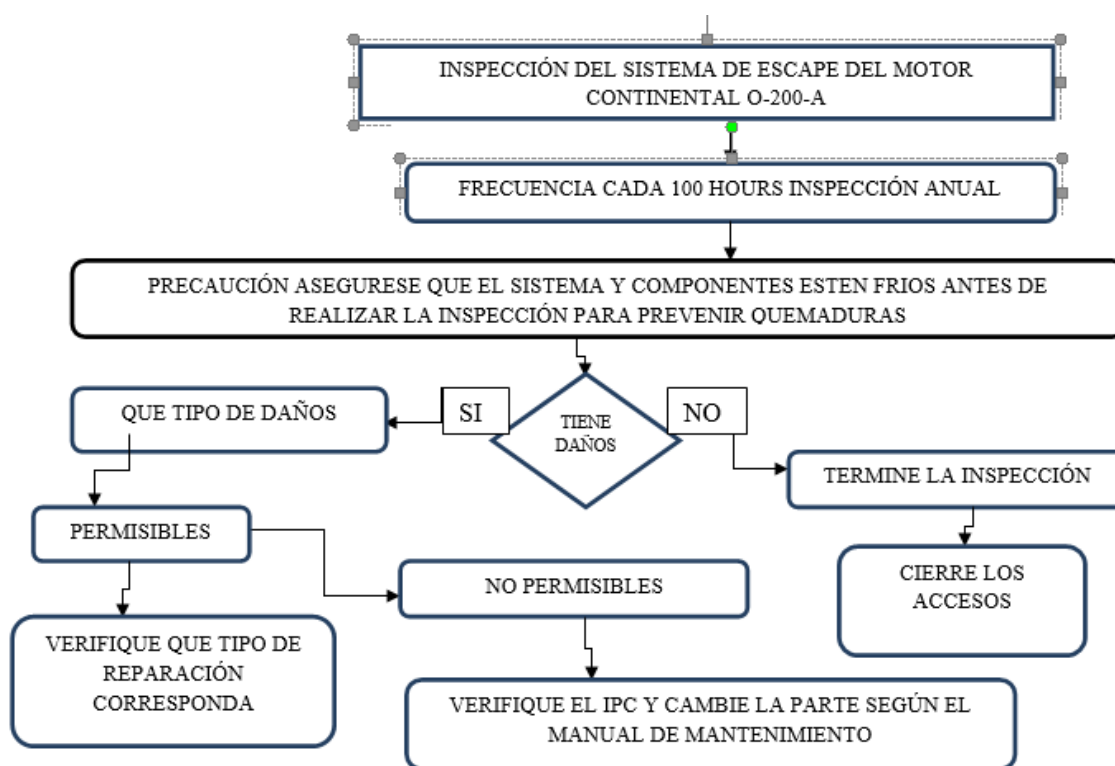 INSPECCIÓN DEL SISTEMA DE ESCAPE DEL MOTOR
CONTINENTAL O-200-A
FRECUENCIA CADA 100 HOURS INSPECCIÓN ANUAL
PRECAUCIÓN ASEGURESE QUE EL SISTEMA Y COMPONENTES ESTEN FRIOS ANTES DE
REALIZAR LA INSPECCIÓN PARA PREVENIR QUEMADURAS
QUE TIPO DE DAÑOS
SI
TIENE
DAÑOS
NO
TERMINE LA INSPECCIÓN
PERMISIBLES
NO PERMISIBLES
CIERRE LOS
ACCESOS
VERIFIQUE QUE TIPO DE
REPARACIÓN
CORRESPONDA
VERIFIQUE EL IPC Y CAMBIE LA PARTE SEGÚN EL
MANUAL DE MANTENIMIENTO